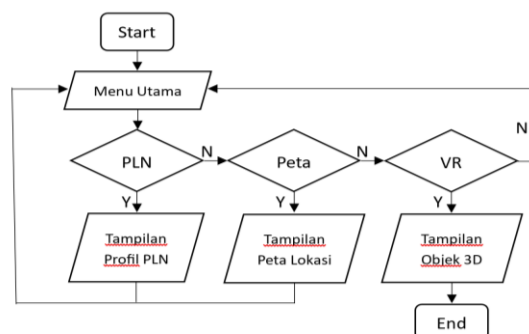 Start
Menu Utama
PLN
N
Peta
N
VR
N
Y
Y
Y
Tampilan
Profil PLN
Tampilan
Peta Lokasi
Tampilan
Objek 3D
End